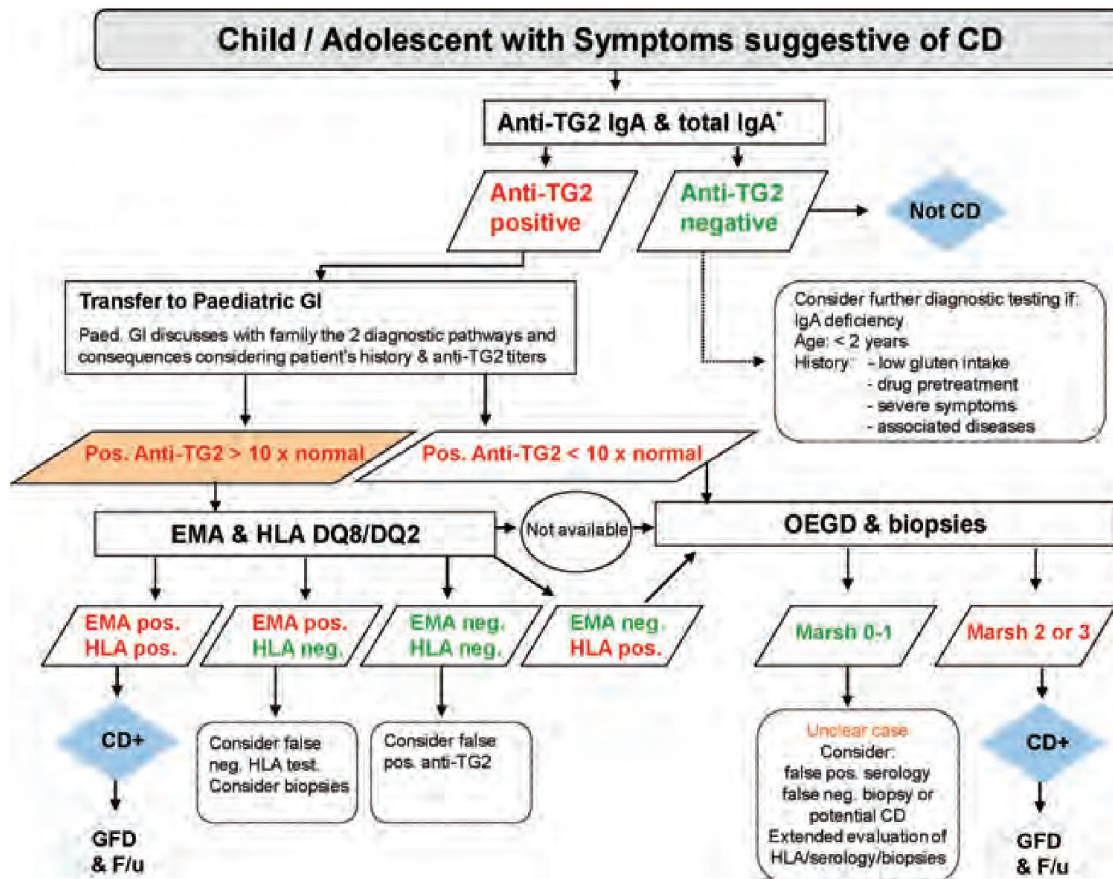 Child / Adolescent with Symptoms suggestive of CD
Anti-TG2 IgA & total IgA*
Anti-TG2
positive
Anti-TG2
negative
Not CD
Transfer to Paediatric GI
Paed. GI discusses with family the 2 diagnostic pathways and
consequences considering patient's history & anti-TG2 titers
Consider further diagnostic testing if:
IgA deficiency
Age: < 2 years
History: - low gluten intake
- drug pretreatment
- severe symptoms
- associated diseases
Pos. Anti-TG2 > 10 x normal
Pos. Anti-TG2 < 10 x normal
EMA & HLA DQ8/DQ2
Not available
OEGD & biopsies
EMA pos.
HLA pos.
EMA pos.
HLA neg.
EMA neg.
HLA neg.
EMA neg.
HLA pos.
Marsh 0-1
Marsh 2 or 3
CD+
Consider false
neg. HLA test.
Consider biopsies
Consider false
pos. anti-TG2
Unclear case
Consider:
false pos. serology
false neg. biopsy or
potential CD
Extended evaluation of
HLA/serology/biopsies
CD+
GFD
& F/u
GFD
& F/u